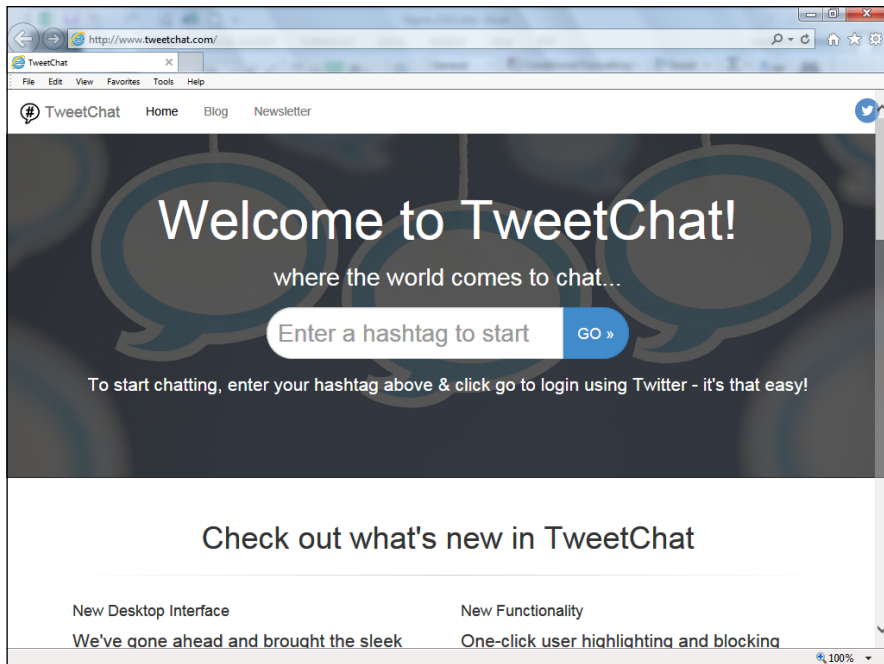 http://www.tweetchat.com/
TweetChat
File Edit View Favorites Tools Help
TweetChat Home Blog Newsletter
Welcome to TweetChat!
where the world comes to chat...
Enter a hashtag to start GO »
To start chatting, enter your hashtag above & click go to login using Twitter - it's that easy!
Check out what's new in TweetChat
New Desktop Interface
We've gone ahead and brought the sleek
New Functionality
One-click user highlighting and blocking
100%